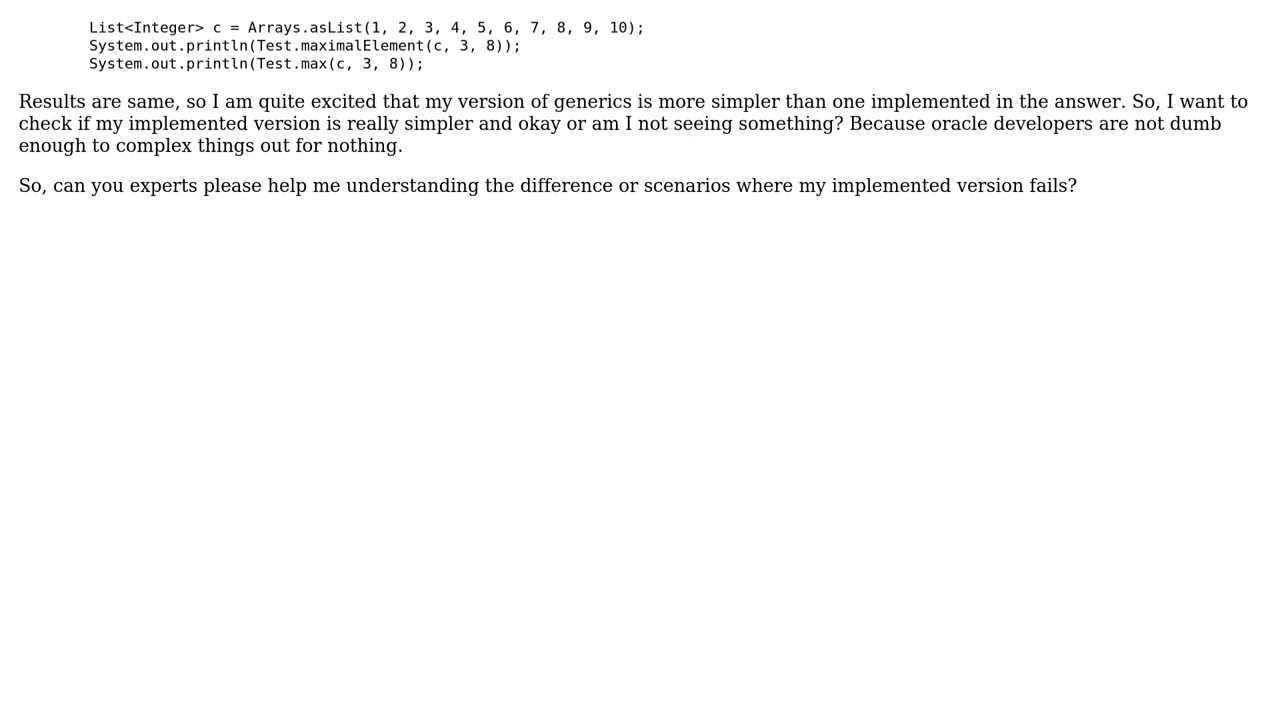 List<Integer> c = Arrays.asList(1, 2, 3, 4, 5, 6, 7, 8, 9, 10);
System.out.println(Test.maximalElement(c, 3, 8));
System.out.println(Test.max(c, 3, 8));
Results are same, so I am quite excited that my version of generics is more simpler than one implemented in the answer. So, I want to
check if my implemented version is really simpler and okay or am I not seeing something? Because oracle developers are not dumb
enough to complex things out for nothing.
So, can you experts please help me understanding the difference or scenarios where my implemented version fails?